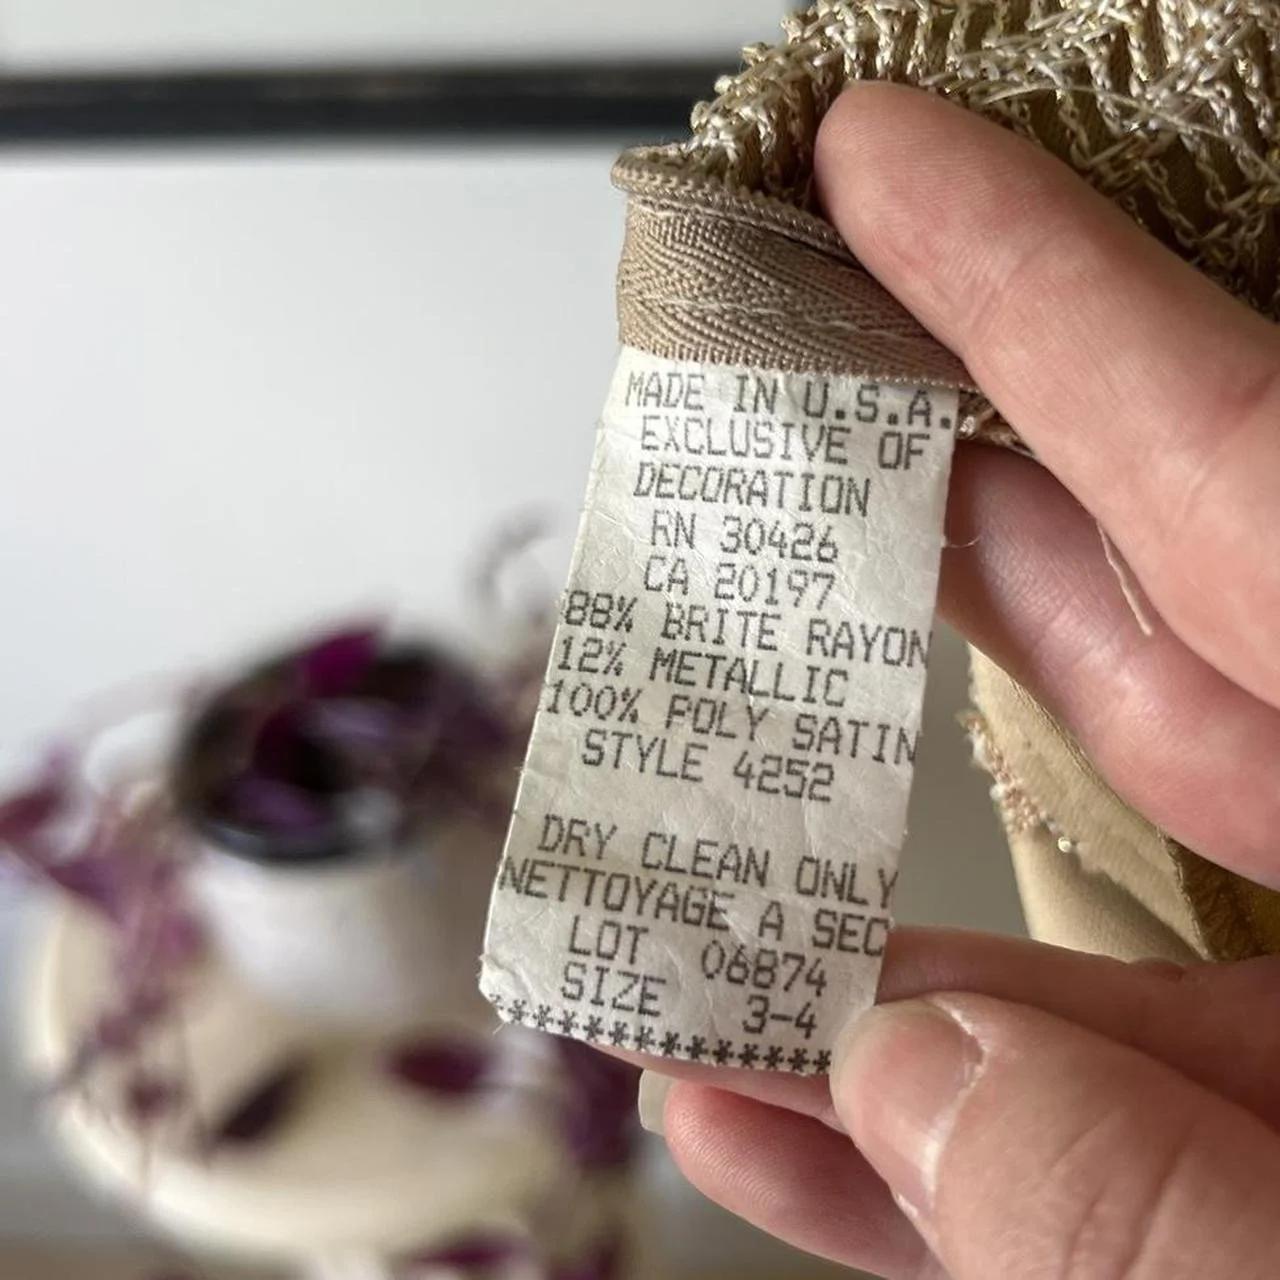 MADE IN U.S.A.
EXCLUSIVE OF
DECORATION
RN 30426
CA 20197
88% BRITE RAYON
12% METALLIC
100% POLY SATIN
STYLE 4252
DRY CLEAN ONLY
NETTOYAGE A SEC
LOT 06874
SIZE 3-4
*************